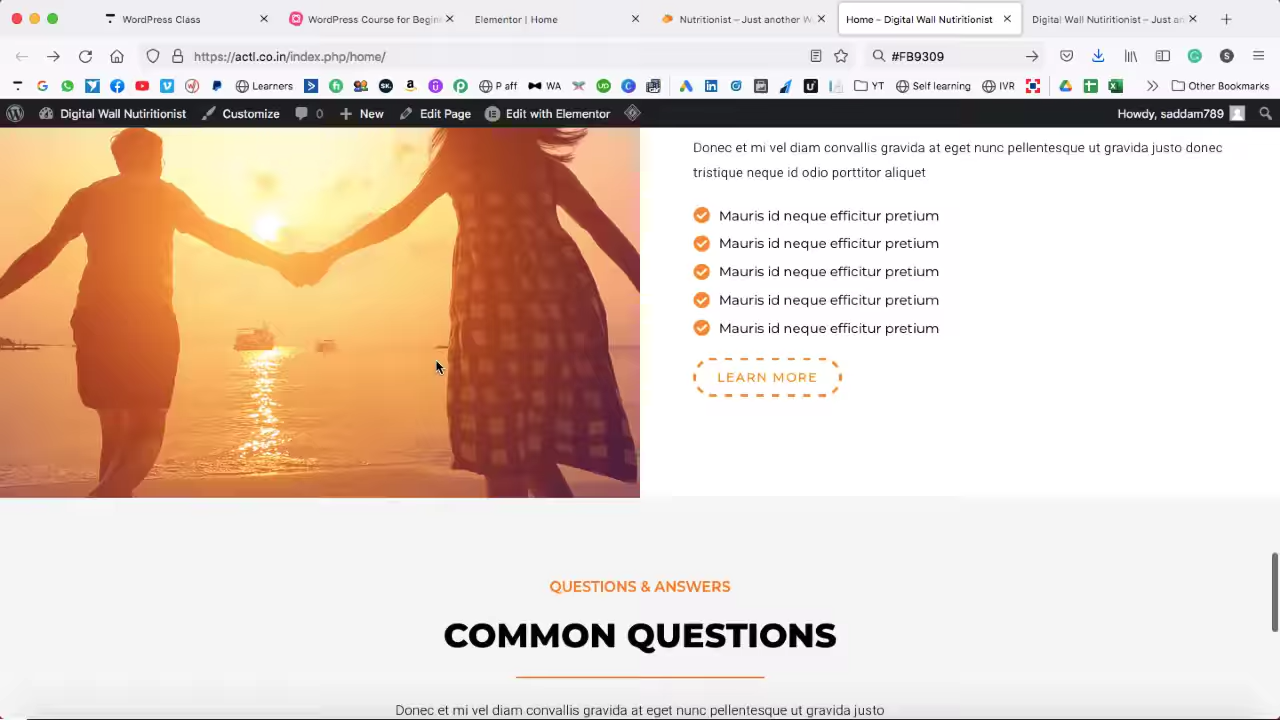 WordPress Class
WordPress Course for Begin
Elementor | Home
Nutritionist – Just another W
Home – Digital Wall Nutiritionist
Digital Wall Nutiritionist – Just an
https://actl.co.in/index.php/home/
#FB9309
Learners
P aff
WA
YT
Self learning
IVR
Other Bookmarks
Digital Wall Nutiritionist
Customize
0
New
Edit Page
Edit with Elementor
Howdy, saddam789
Donec et mi vel diam convallis gravida at eget nunc pellentesque ut gravida justo donec
tristique neque id odio porttitor aliquet
Mauris id neque efficitur pretium
Mauris id neque efficitur pretium
Mauris id neque efficitur pretium
Mauris id neque efficitur pretium
Mauris id neque efficitur pretium
LEARN MORE
QUESTIONS & ANSWERS
COMMON QUESTIONS
Donec et mi vel diam convallis gravida at eget nunc pellentesque ut gravida justo